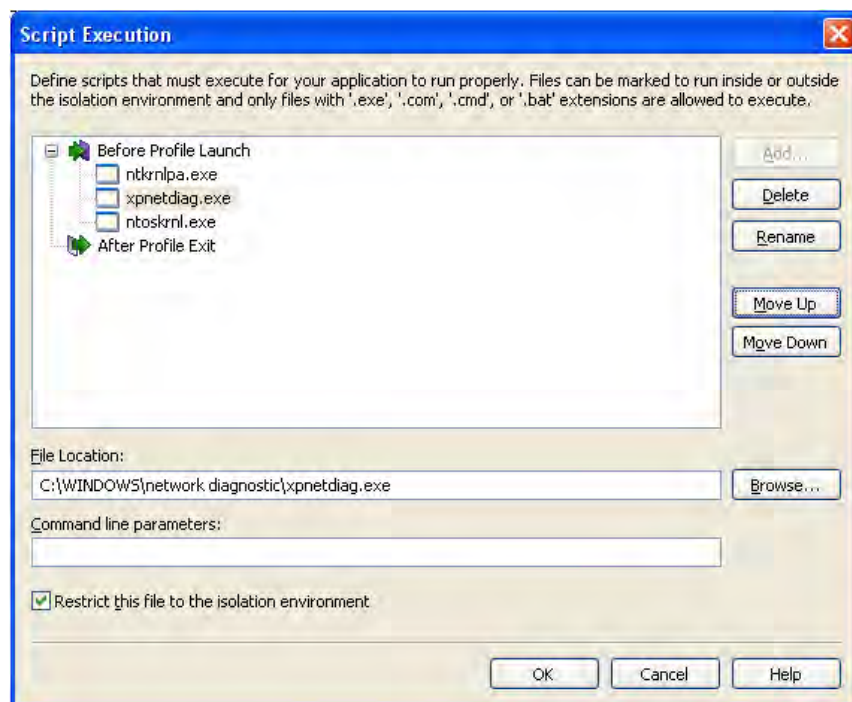 Script Execution
Define scripts that must execute for your application to run properly. Files can be marked to run inside or outside
the isolation environment and only files with '.exe', '.com', '.cmd', or '.bat' extensions are allowed to execute.
Before Profile Launch
ntkrnlpa.exe
xpnetdiag.exe
ntoskrnl.exe
After Profile Exit
Add...
Delete
Rename
Move Up
Move Down
File Location:
C:\WINDOWS\network diagnostic\xpnetdiag.exe
Browse...
Command line parameters:
Restrict this file to the isolation environment
OK
Cancel
Help